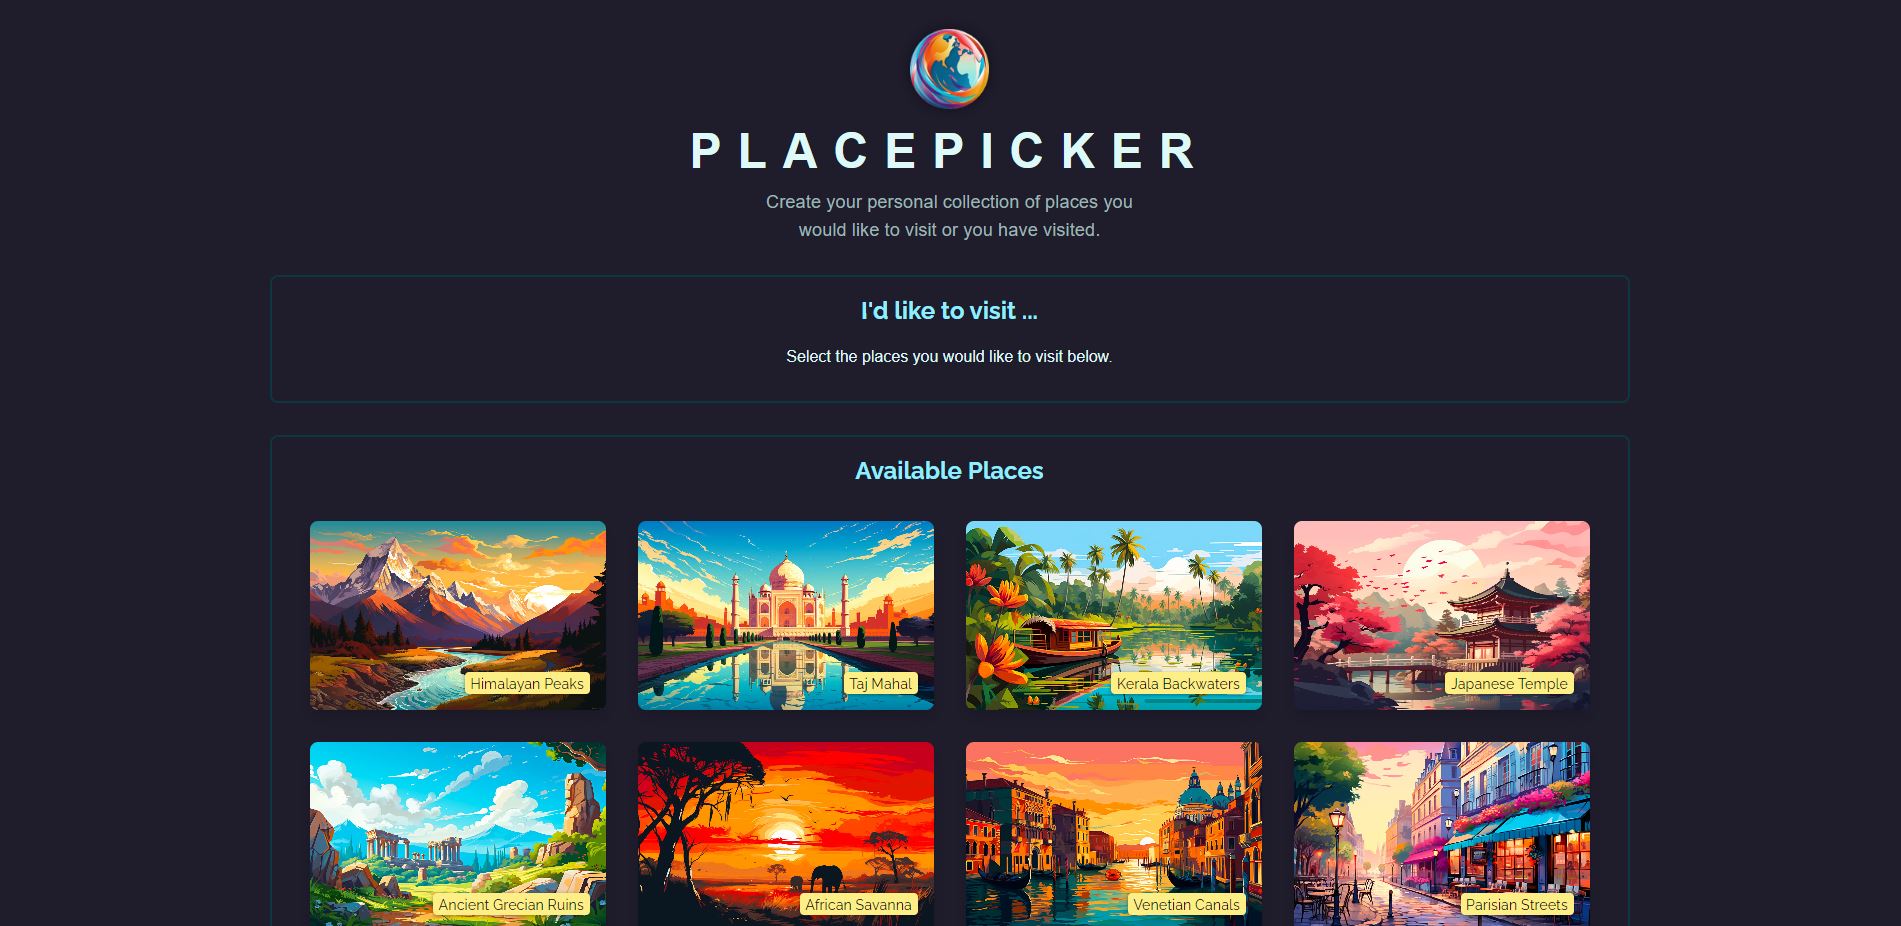 PLACEPICKER
Create your personal collection of places you
would like to visit or you have visited.
I'd like to visit ...
Select the places you would like to visit below.
Available Places
Himalayan Peaks
Taj Mahal
Kerala Backwaters
Japanese Temple
Ancient Grecian Ruins
African Savanna
Venetian Canals
Parisian Streets